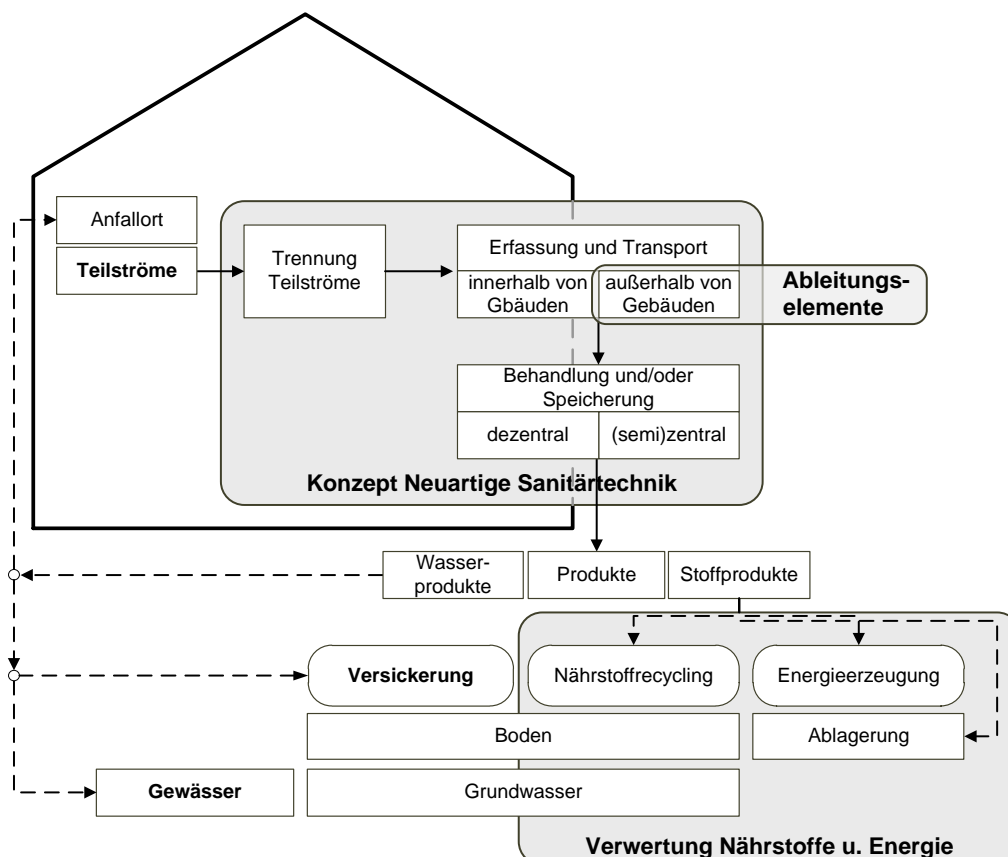 Anfallort
Teilströme
Trennung
Teilströme
Erfassung und Transport
innerhalb von
Gbäuden
außerhalb von
Gebäuden
Ableitungs-
elemente
Behandlung und/oder
Speicherung
dezentral
(semi)zentral
Konzept Neuartige Sanitärtechnik
Wasser-
produkte
Produkte
Stoffprodukte
Versickerung
Nährstoffrecycling
Energieerzeugung
Boden
Ablagerung
Gewässer
Grundwasser
Verwertung Nährstoffe u. Energie